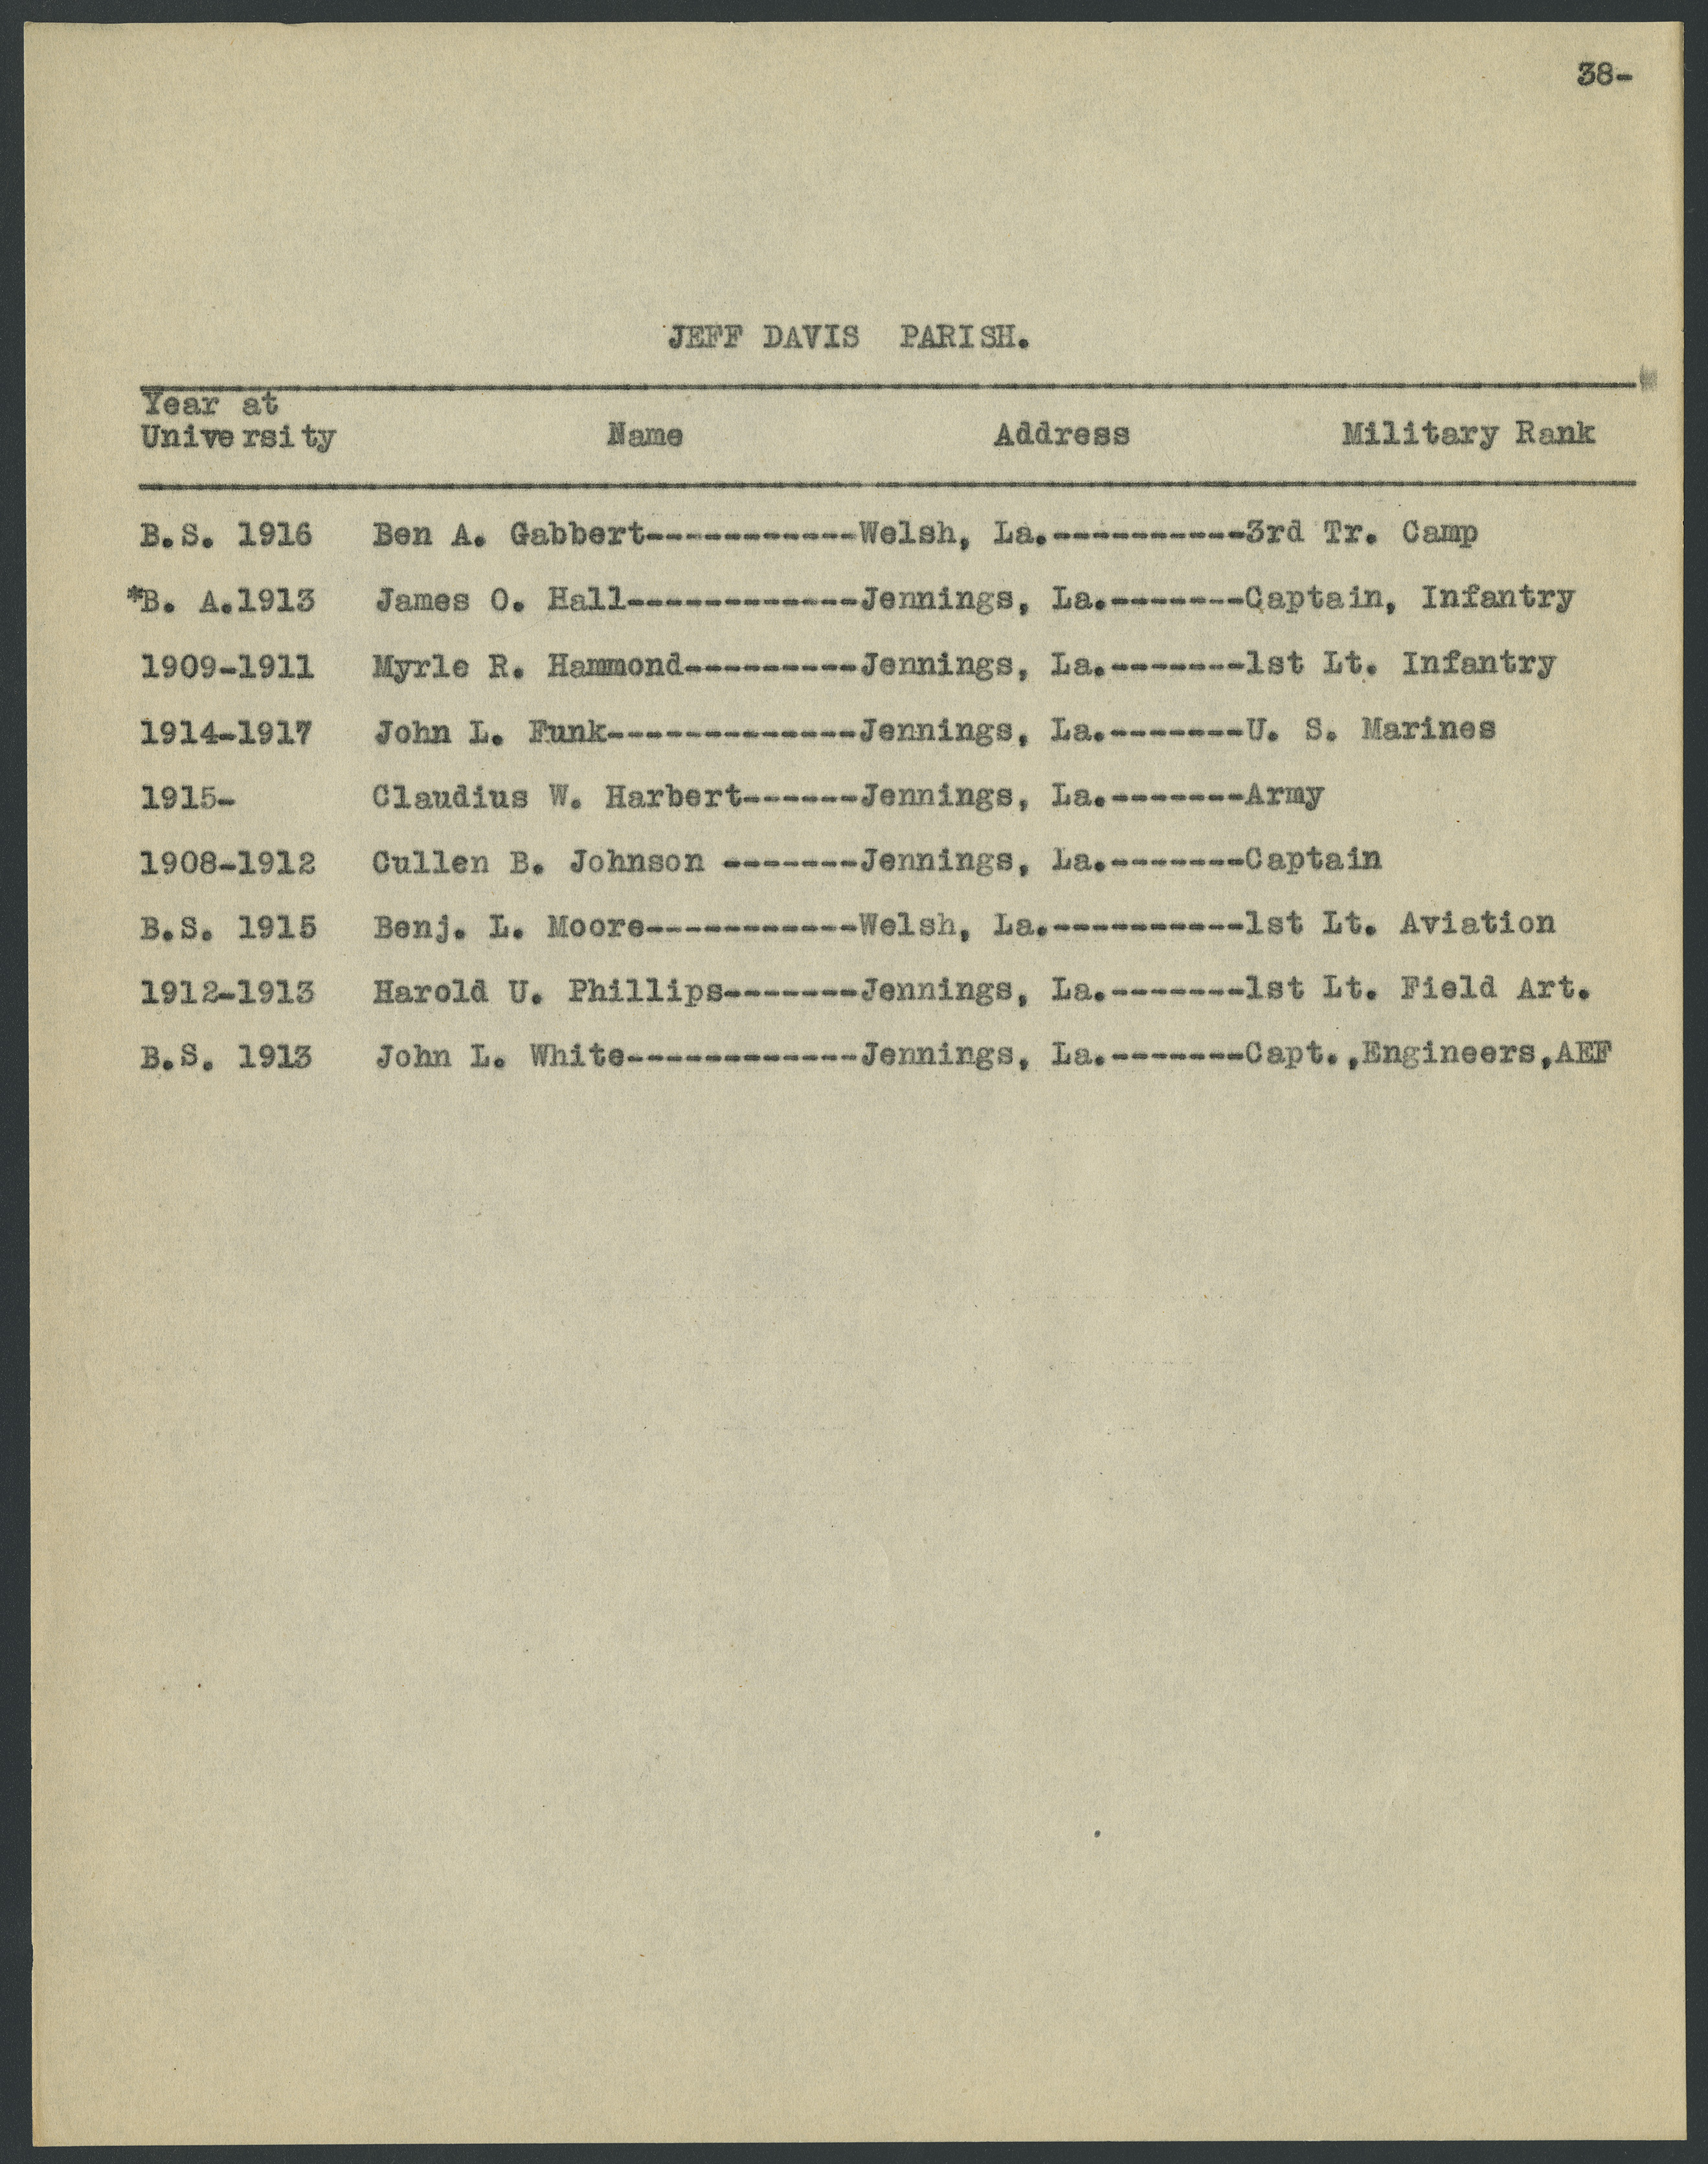 38-
JEFF DAVIS PARISH.
Year at
University Name Address Military Rank
B.S. 1916 Ben A. Gabbert-----------Welsh, La.----------3rd Tr. Camp
*B. A.1913 James O. Hall------------Jennings, La.-------Captain, Infantry
1909-1911 Myrle R. Hammond---------Jennings, La.-------1st Lt. Infantry
1914-1917 John L. Funk-------------Jennings, La.-------U. S. Marines
1915- Claudius W. Harbert------Jennings, La.-------Army
1908-1912 Cullen B. Johnson -------Jennings, La.-------Captain
B.S. 1915 Benj. L. Moore-----------Welsh, La.----------1st Lt. Aviation
1912-1913 Harold U. Phillips-------Jennings, La.-------1st Lt. Field Art.
B.S. 1913 John L. White------------Jennings, La.-------Capt.,Engineers,AEF